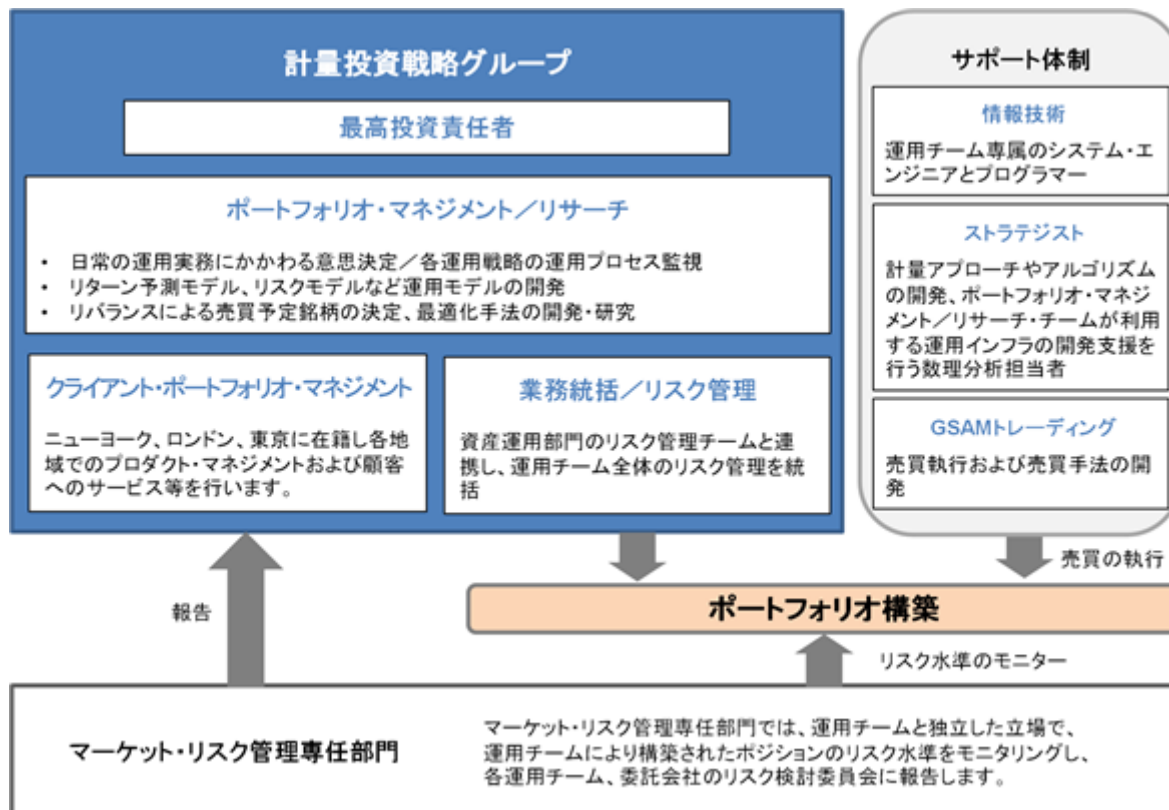 計量投資戦略グループ
最高投資責任者
ポートフォリオ・マネジメント／リサーチ
• 日常の運用実務にかかわる意思決定／各運用戦略の運用プロセス監視
• リターン予測モデル、リスクモデルなど運用モデルの開発
• リバランスによる売買予定銘柄の決定、最適化手法の開発・研究
クライアント・ポートフォリオ・マネジメント
ニューヨーク、ロンドン、東京に在籍し各地
域でのプロダクト・マネジメントおよび顧客
へのサービス等を行います。
業務統括／リスク管理
資産運用部門のリスク管理チームと連
携し、運用チーム全体のリスク管理を統
括
サポート体制
情報技術
運用チーム専属のシステム・エ
ンジニアとプログラマー
ストラテジスト
計量アプローチやアルゴリズム
の開発、ポートフォリオ・マネジ
メント／リサーチ・チームが利用
する運用インフラの開発支援を
行う数理分析担当者
GSAMトレーディング
売買執行および売買手法の開
発
売買の執行
報告
ポートフォリオ構築
リスク水準のモニター
マーケット・リスク管理専任部門
マーケット・リスク管理専任部門では、運用チームと独立した立場で、
運用チームにより構築されたポジションのリスク水準をモニタリングし、
各運用チーム、委託会社のリスク検討委員会に報告します。